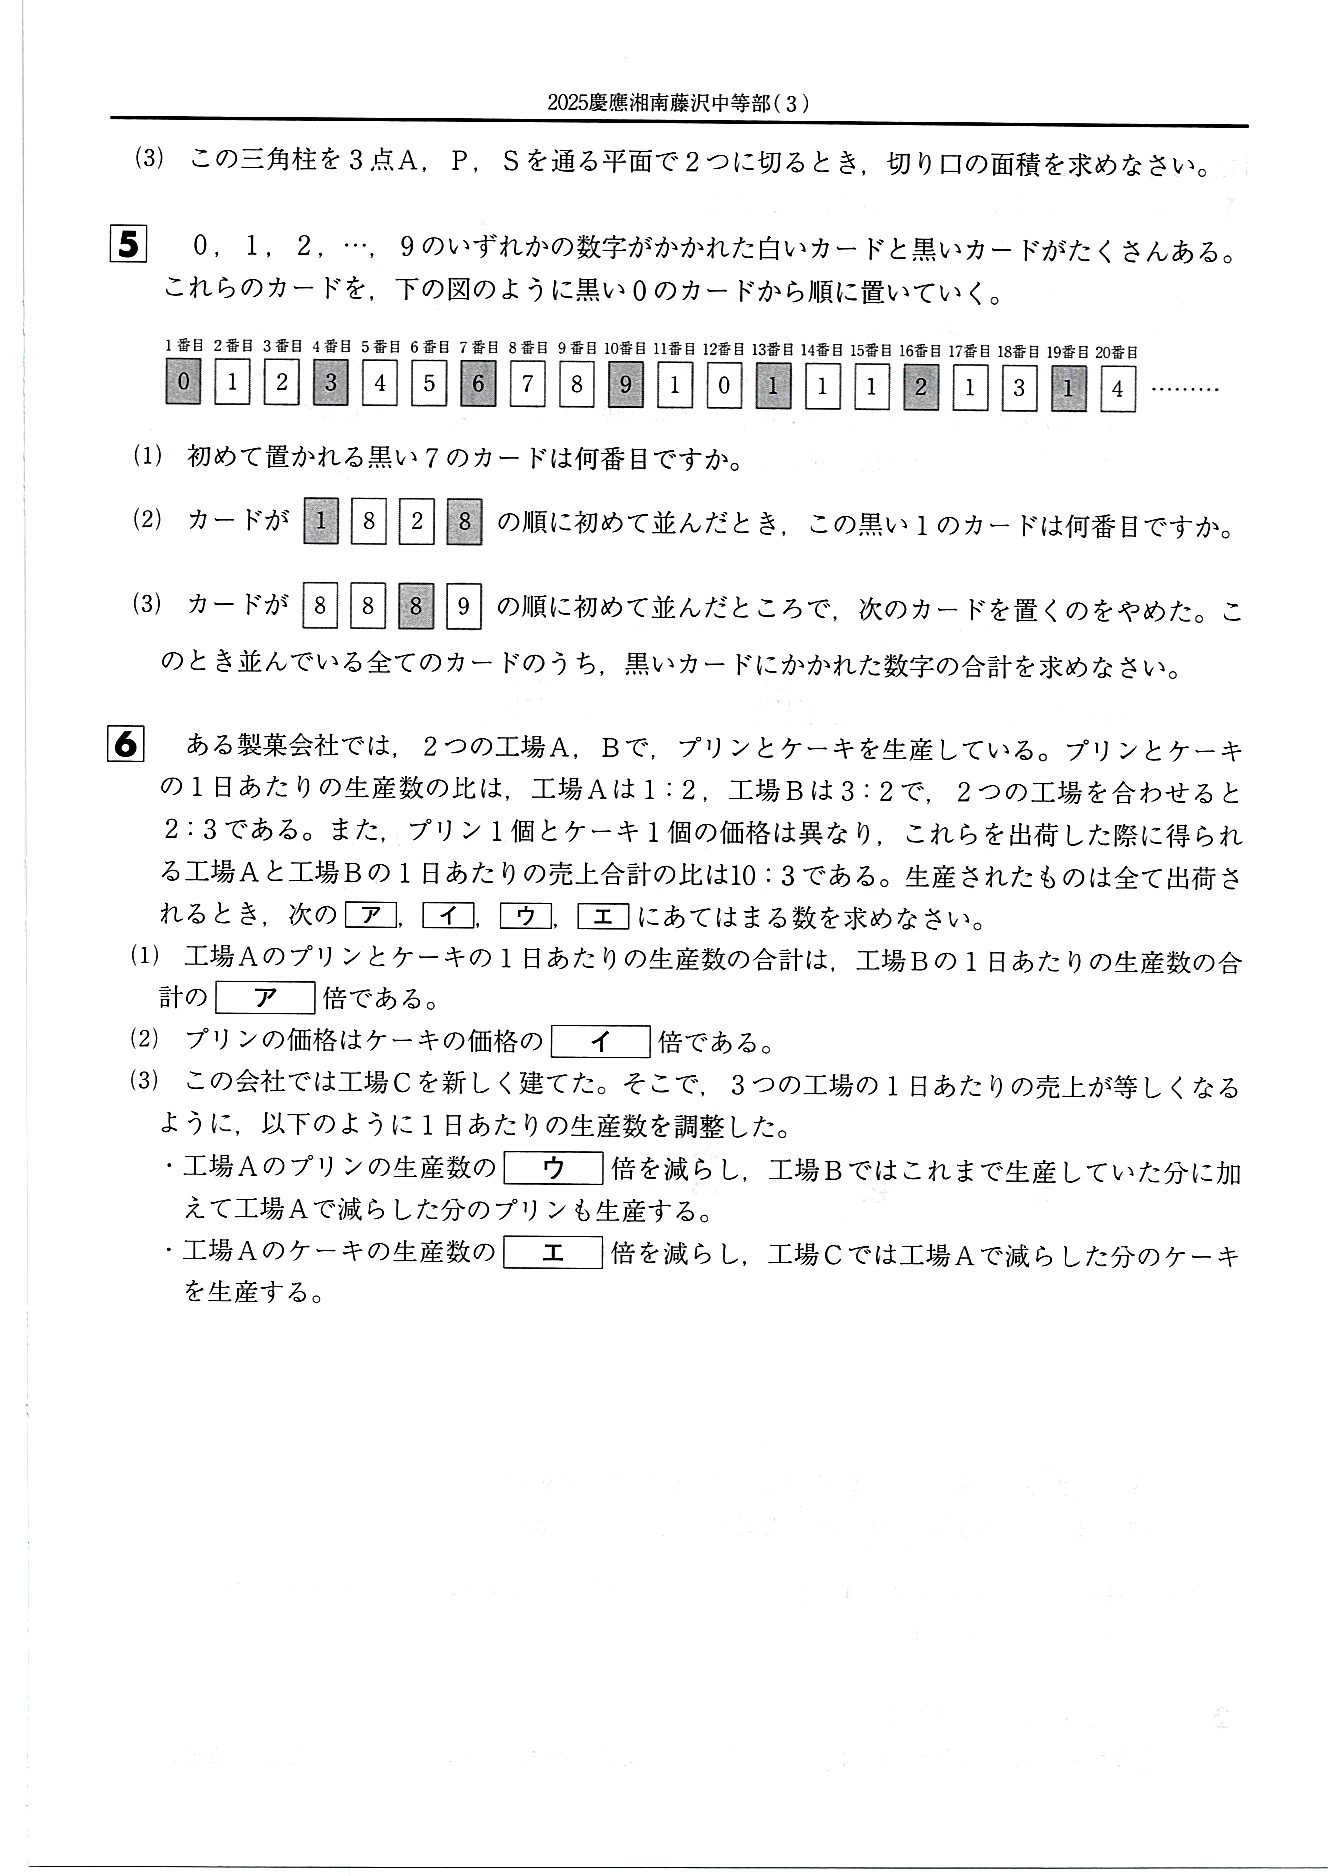 2025慶應湘南藤沢中等部(3)
(3) この三角柱を3点A，P，Sを通る平面で2つに切るとき，切り口の面積を求めなさい。
5 0，1，2，…，9のいずれかの数字がかかれた白いカードと黒いカードがたくさんある。
これらのカードを，下の図のように黒い0のカードから順に置いていく。
1番目 2番目 3番目 4番目 5番目 6番目 7番目 8番目 9番目 10番目 11番目 12番目 13番目 14番目 15番目 16番目 17番目 18番目 19番目 20番目
0 1 2 3 4 5 6 7 8 9 1 0 1 1 1 2 1 3 1 4 ………
(1) 初めて置かれる黒い7のカードは何番目ですか。
(2) カードが 1 8 2 8 の順に初めて並んだとき，この黒い1のカードは何番目ですか。
(3) カードが 8 8 8 9 の順に初めて並んだところで，次のカードを置くのをやめた。こ
のとき並んでいる全てのカードのうち，黒いカードにかかれた数字の合計を求めなさい。
6 ある製菓会社では，2つの工場A，Bで，プリンとケーキを生産している。プリンとケーキ
の1日あたりの生産数の比は，工場Aは1：2，工場Bは3：2で，2つの工場を合わせると
2：3である。また，プリン1個とケーキ1個の価格は異なり，これらを出荷した際に得られ
る工場Aと工場Bの1日あたりの売上合計の比は10：3である。生産されたものは全て出荷さ
れるとき，次の ア ， イ ， ウ ， エ にあてはまる数を求めなさい。
(1) 工場Aのプリンとケーキの1日あたりの生産数の合計は，工場Bの1日あたりの生産数の合
計の ア 倍である。
(2) プリンの価格はケーキの価格の イ 倍である。
(3) この会社では工場Cを新しく建てた。そこで，3つの工場の1日あたりの売上が等しくなる
ように，以下のように1日あたりの生産数を調整した。
・工場Aのプリンの生産数の ウ 倍を減らし，工場Bではこれまで生産していた分に加
えて工場Aで減らした分のプリンも生産する。
・工場Aのケーキの生産数の エ 倍を減らし，工場Cでは工場Aで減らした分のケーキ
を生産する。